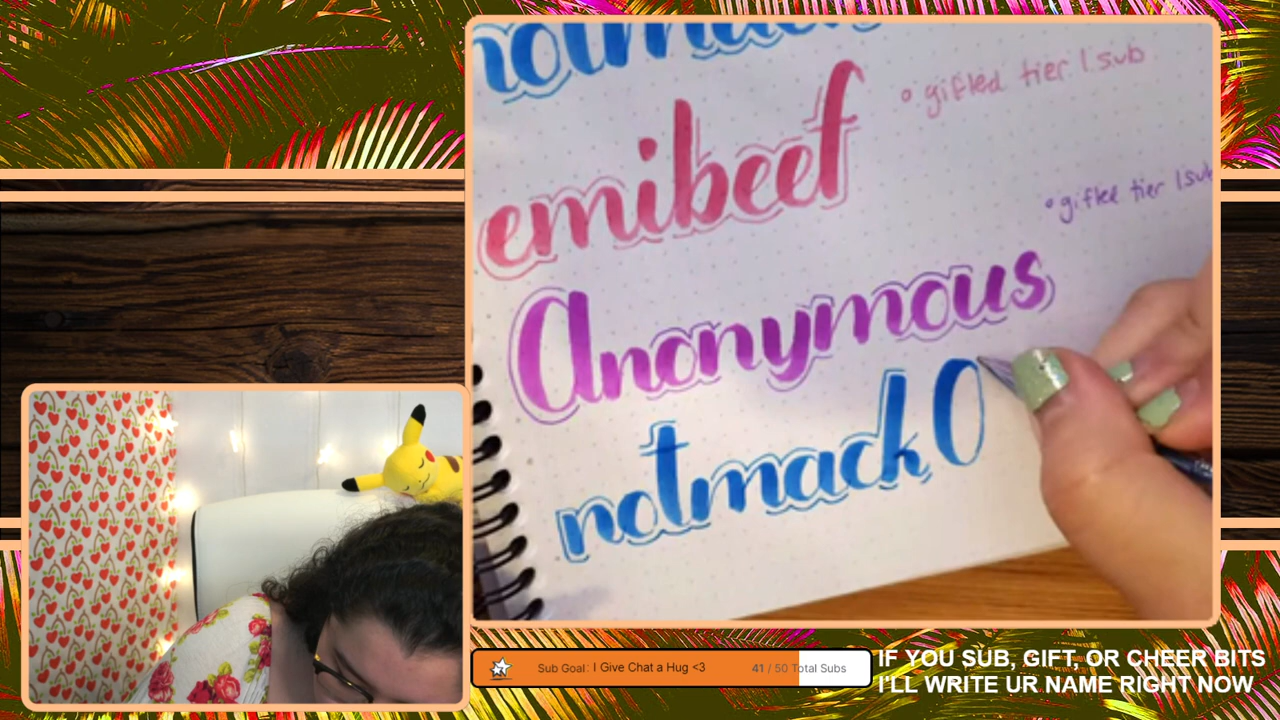 notmack
emibeef
° gifted tier 1 sub
Anonymous
° gifted tier 1 sub
notmack0
Sub Goal: I Give Chat a Hug <3 41 / 50 Total Subs
IF YOU SUB, GIFT, OR CHEER BITS
I'LL WRITE UR NAME RIGHT NOW